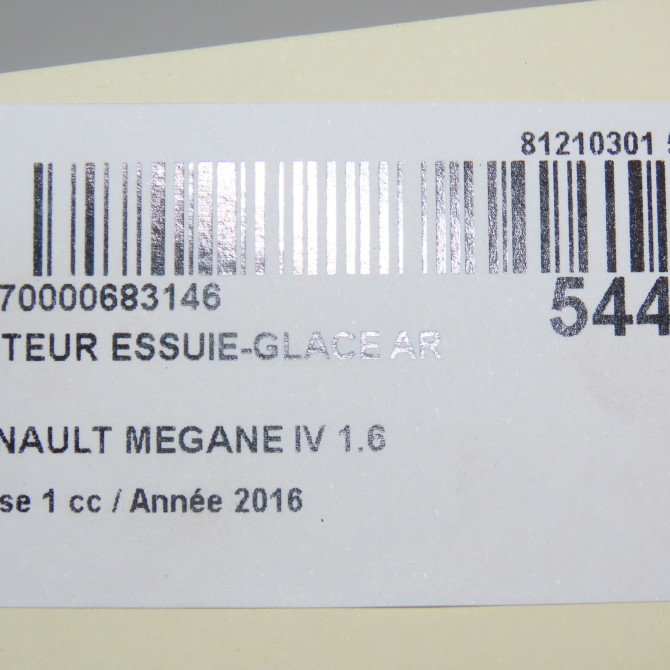 81210301
70000683146
544
TEUR ESSUIE-GLACE AR
NAULT MEGANE IV 1.6
se 1 cc / Année 2016